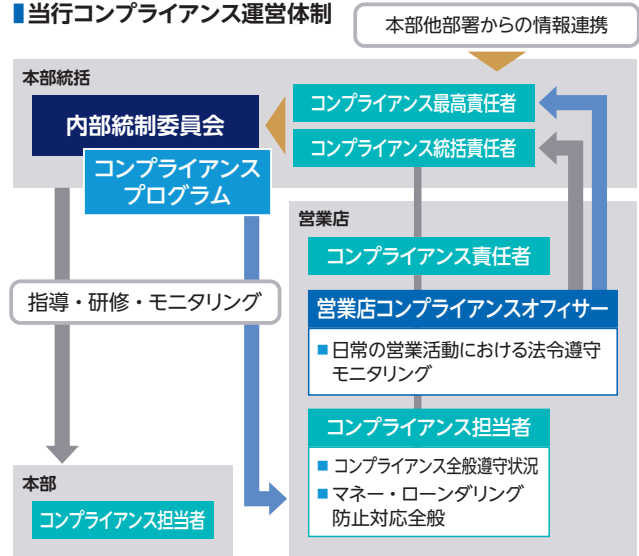 ■当行コンプライアンス運営体制
本部他部署からの情報連携
本部統括
内部統制委員会
コンプライアンス
プログラム
コンプライアンス最高責任者
コンプライアンス統括責任者
指導・研修・モニタリング
営業店
コンプライアンス責任者
営業店コンプライアンスオフィサー
■日常の営業活動における法令遵守
モニタリング
コンプライアンス担当者
■コンプライアンス全般遵守状況
■マネー・ローンダリング
防止対応全般
本部
コンプライアンス担当者